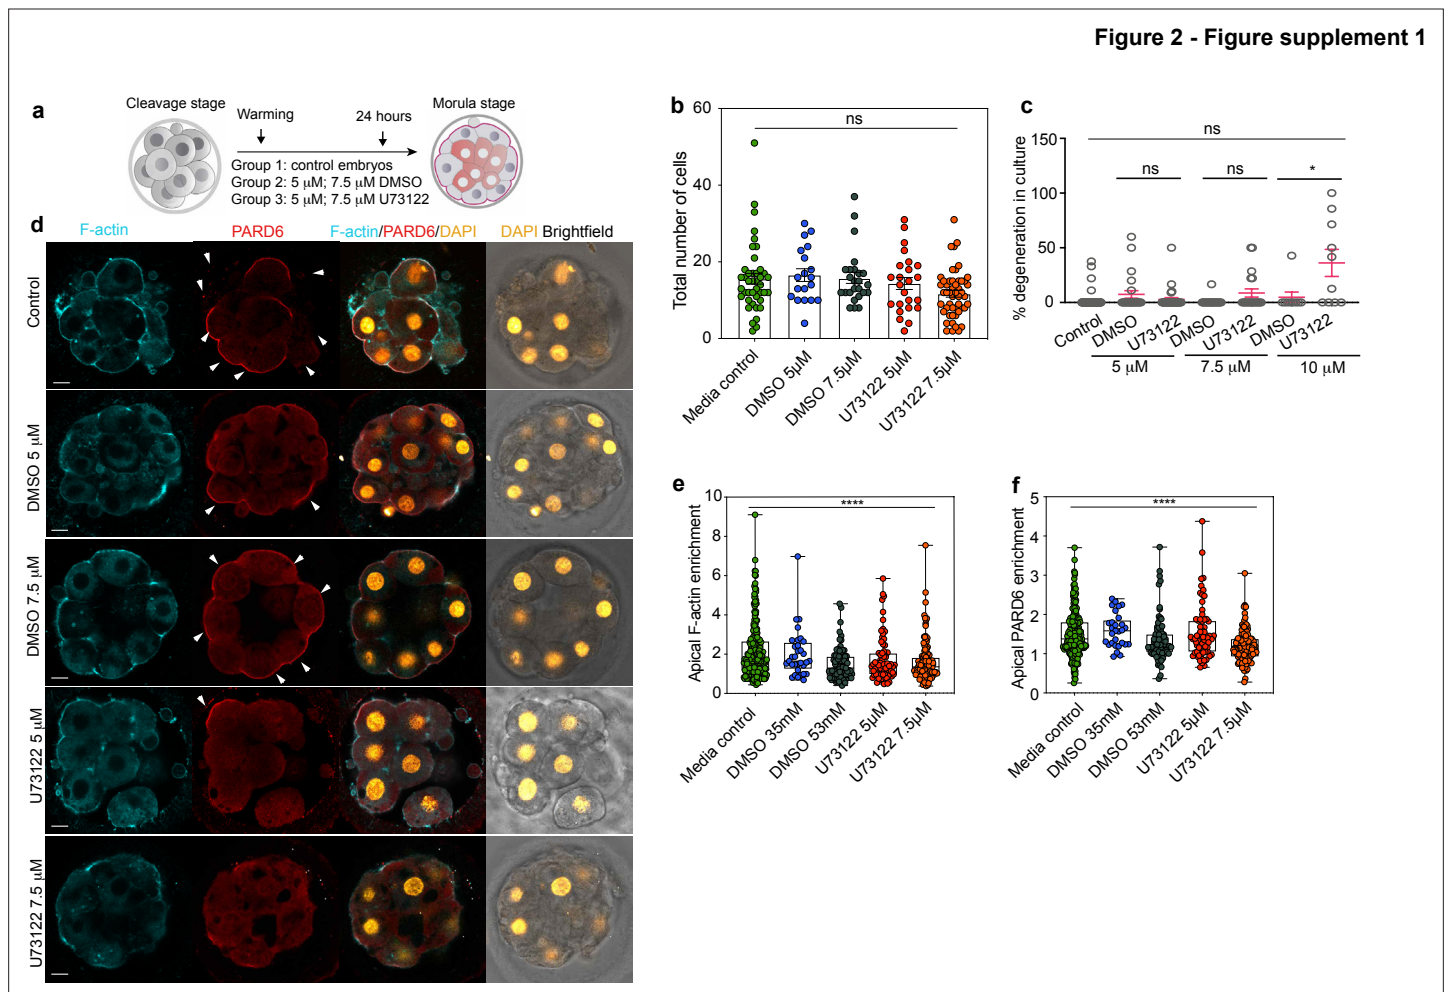 Figure 2 - Figure supplement 1
a
Cleavage stage
Warming
24 hours
Morula stage
Group 1: control embryos
Group 2: 5 µM; 7.5 µM DMSO
Group 3: 5 µM; 7.5 µM U73122
b
Total number of cells
60
40
20
0
ns
Media control
DMSO 5µM
DMSO 7.5µM
U73122 5µM
U73122 7.5µM
c
% degeneration in culture
150
100
50
0
ns
ns
ns
*
Control
DMSO
U73122
DMSO
U73122
DMSO
U73122
5 µM
7.5 µM
10 µM
d
F-actin
PARD6
F-actin/PARD6/DAPI
DAPI Brightfield
Control
DMSO 5 µM
DMSO 7.5 µM
U73122 5 µM
U73122 7.5 µM
e
Apical F-actin enrichment
10
8
6
4
2
0
****
Media control
DMSO 35mM
DMSO 53mM
U73122 5µM
U73122 7.5µM
f
Apical PARD6 enrichment
5
4
3
2
1
0
****
Media control
DMSO 35mM
DMSO 53mM
U73122 5µM
U73122 7.5µM